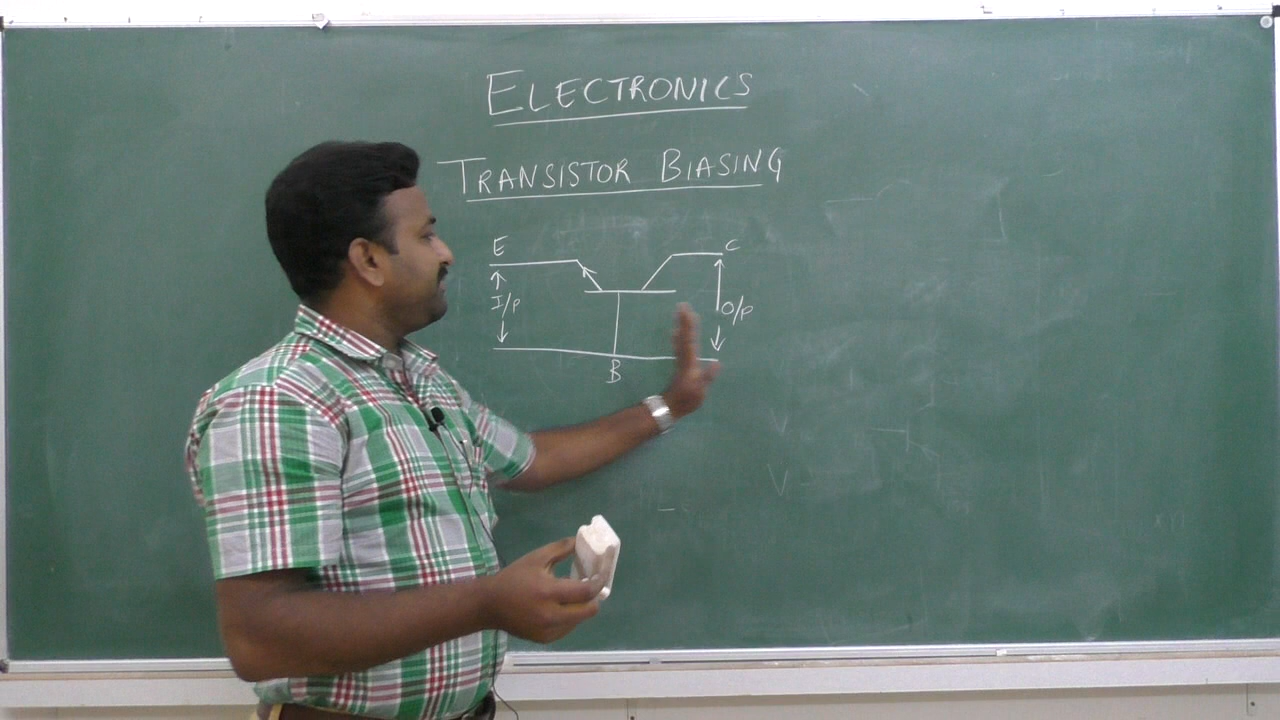 ELECTRONICS
TRANSISTOR BIASING
E C
I/P O/P
B